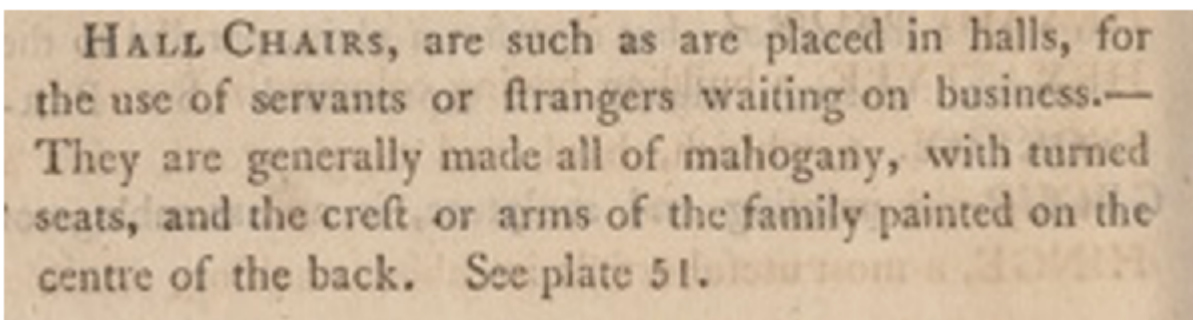 HALL CHAIRS, are such as are placed in halls, for
the use of servants or ſtrangers waiting on business.—
They are generally made all of mahogany, with turned
seats, and the creſt or arms of the family painted on the
centre of the back. See plate 51.